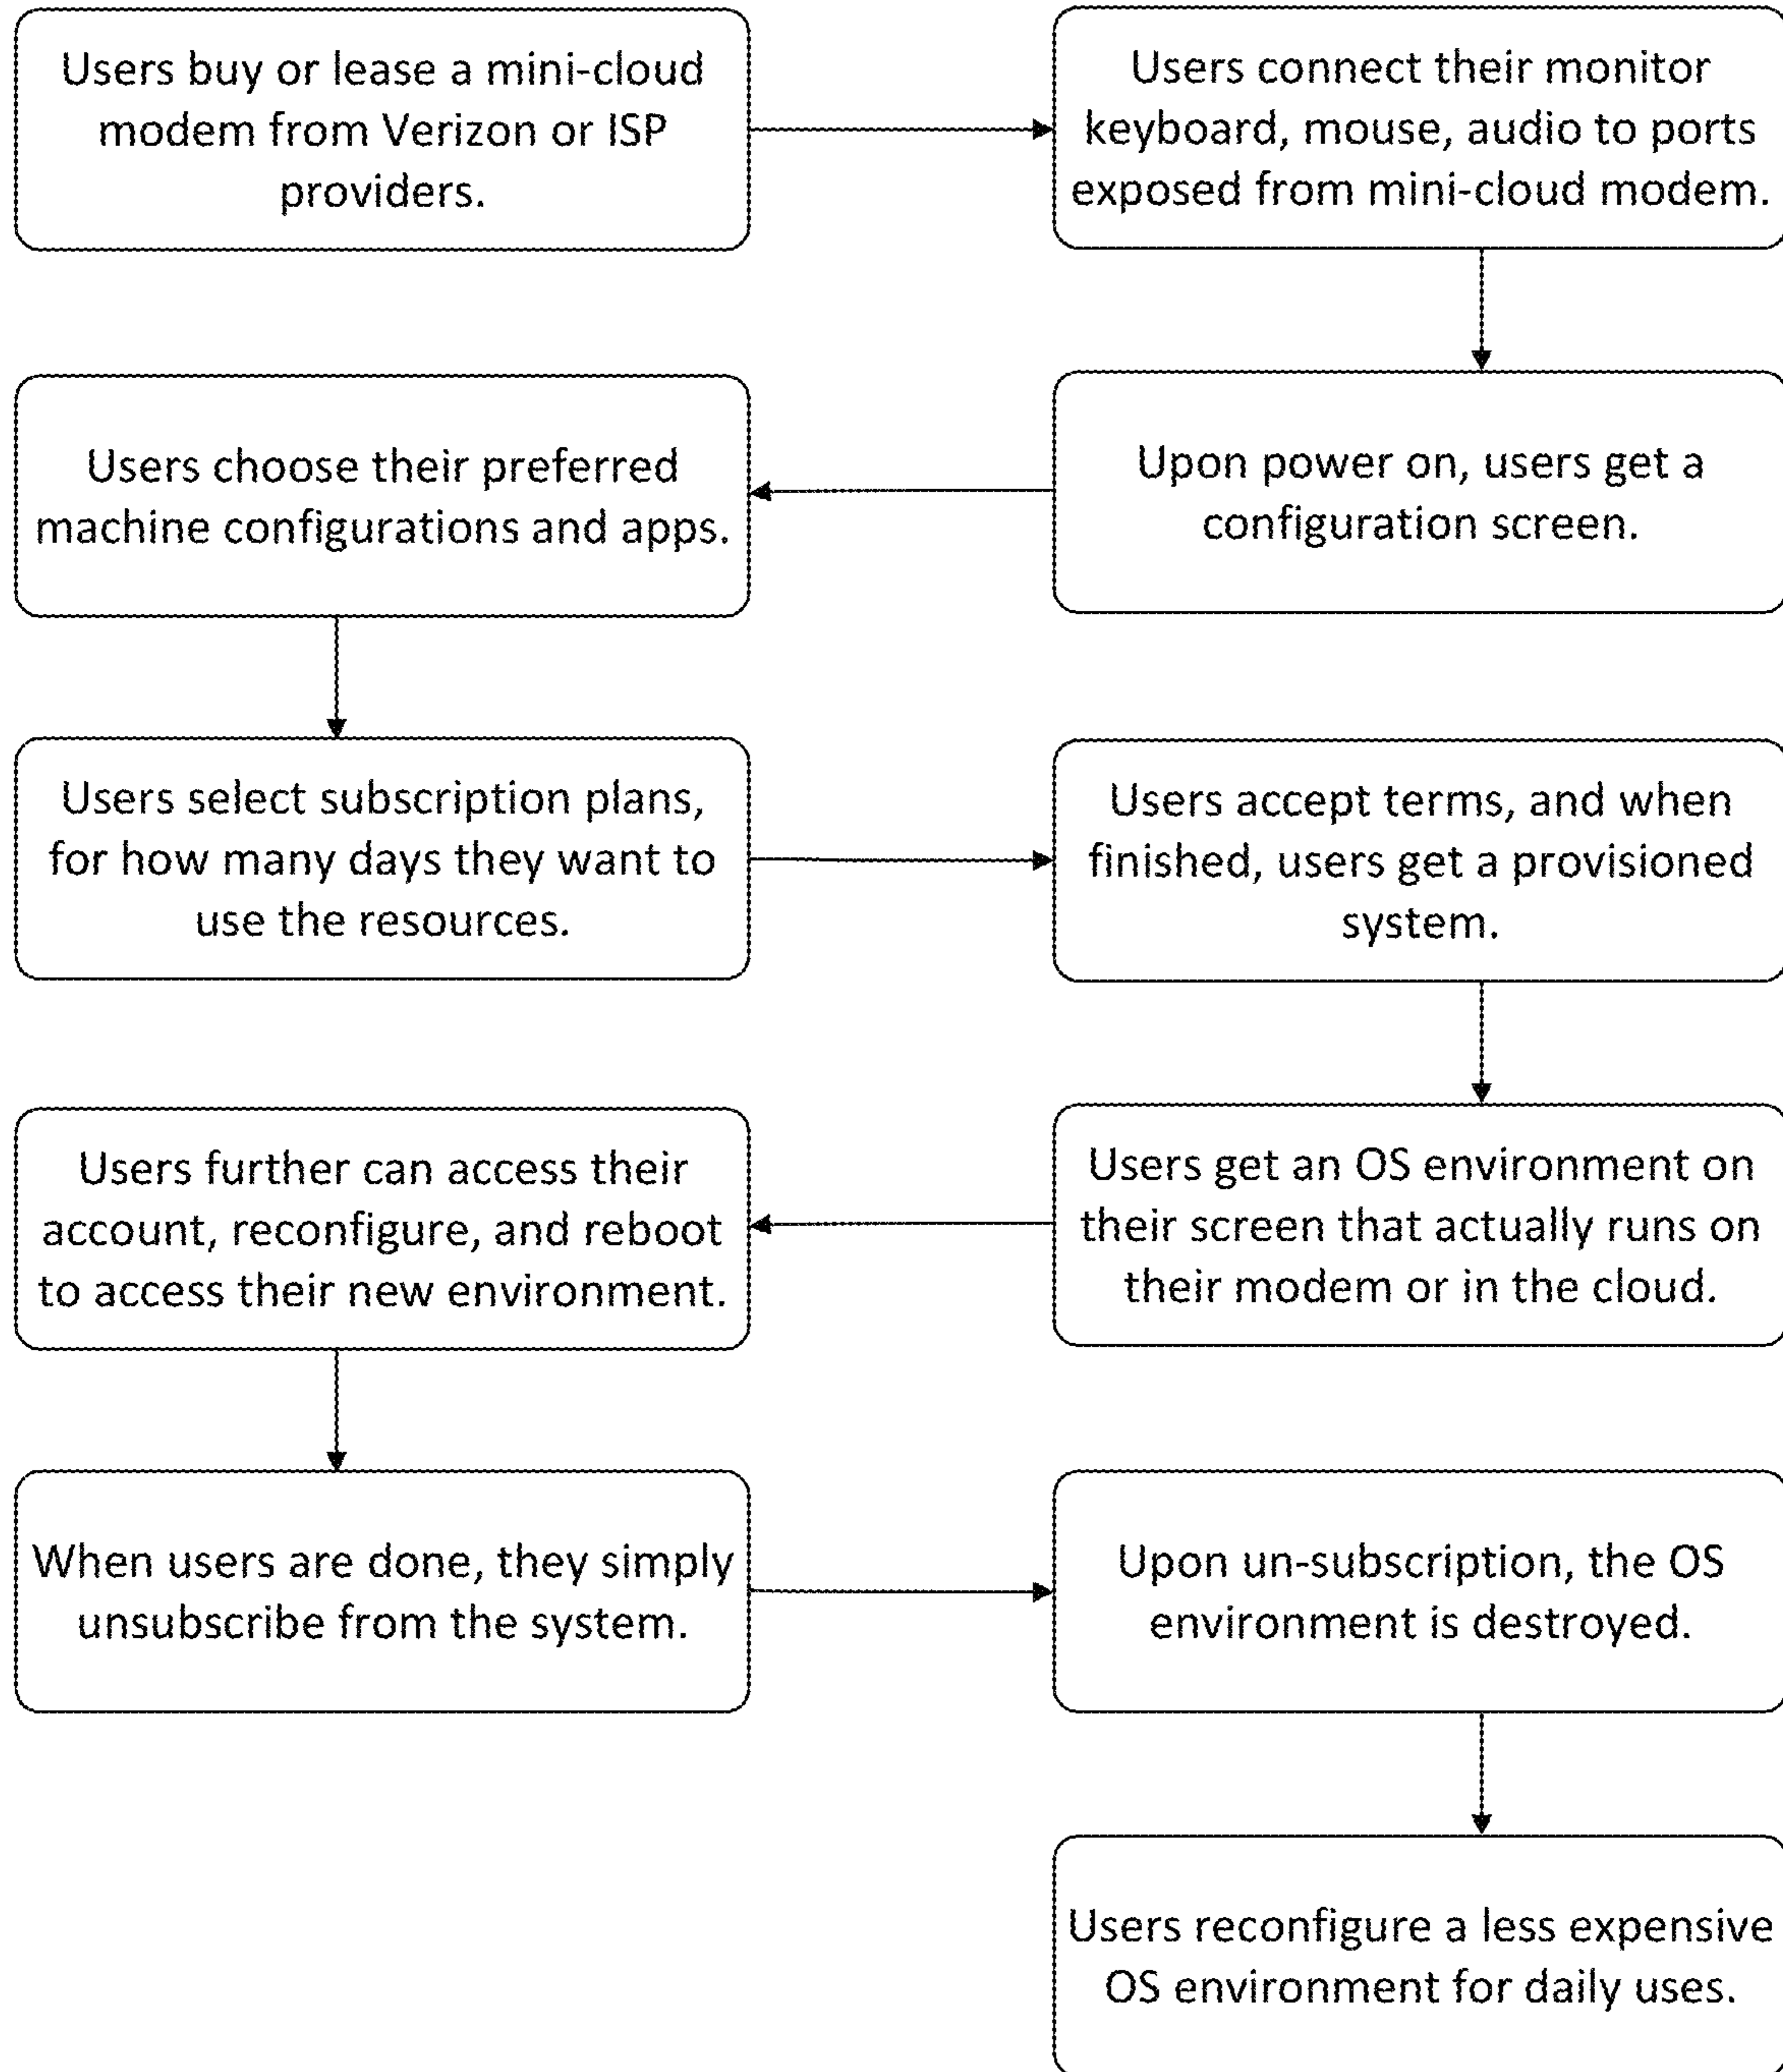 Users buy or lease a mini-cloud
modem from Verizon or ISP
providers.
Users connect their monitor
keyboard, mouse, audio to ports
exposed from mini-cloud modem.
Upon power on, users get a
configuration screen.
Users choose their preferred
machine configurations and apps.
Users select subscription plans,
for how many days they want to
use the resources.
Users accept terms, and when
finished, users get a provisioned
system.
Users get an OS environment on
their screen that actually runs on
their modem or in the cloud.
Users further can access their
account, reconfigure, and reboot
to access their new environment.
When users are done, they simply
unsubscribe from the system.
Upon un-subscription, the OS
environment is destroyed.
Users reconfigure a less expensive
OS environment for daily uses.